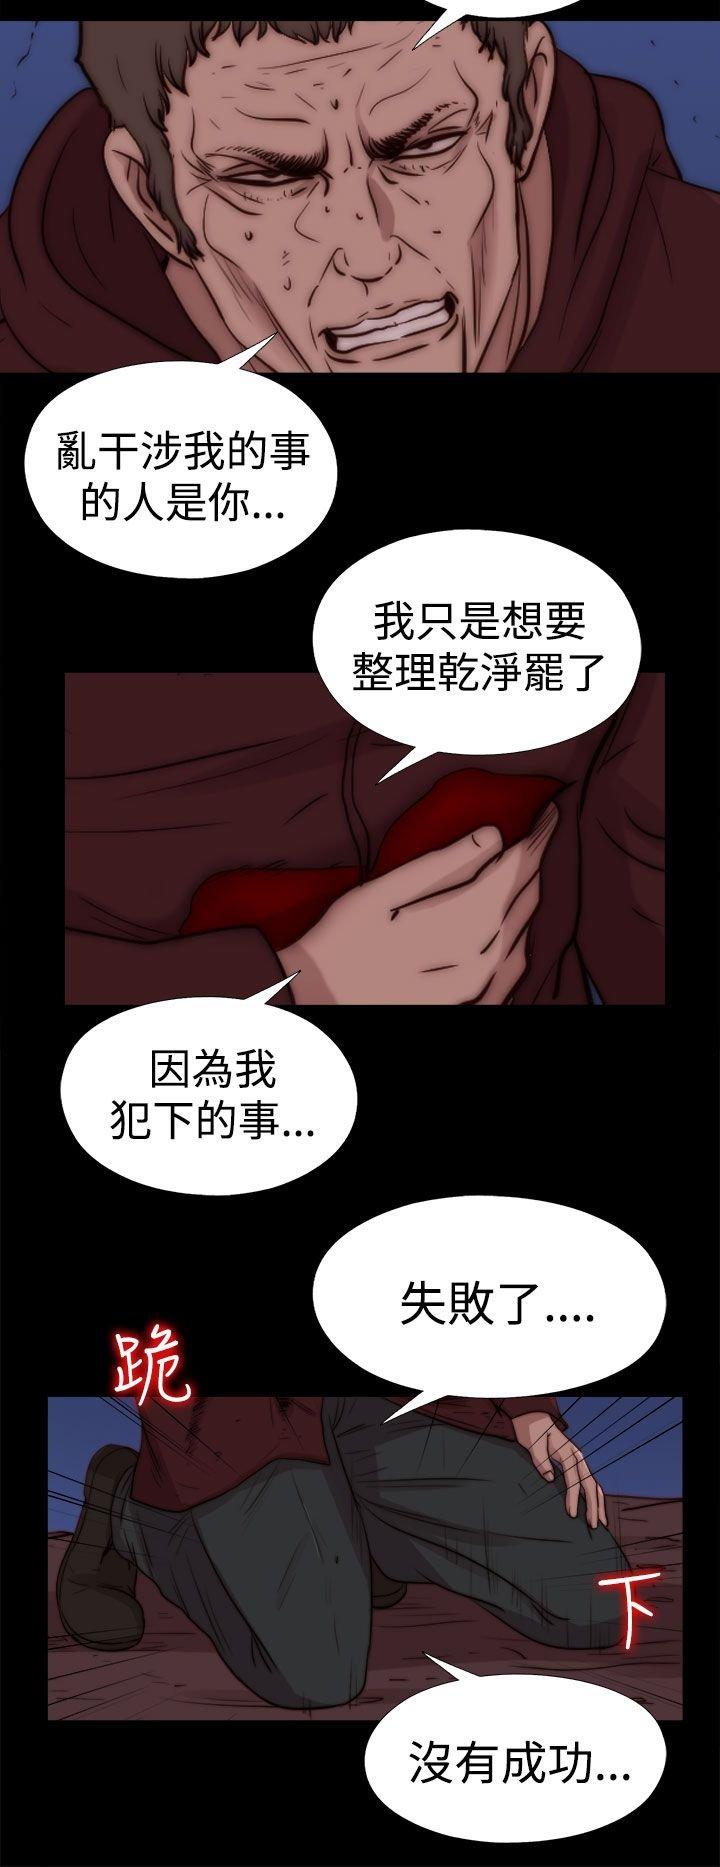 亂干涉我的事
的人是你...
我只是想要
整理乾淨罷了
因為我
犯下的事...
失敗了....
跪
下
沒有成功...